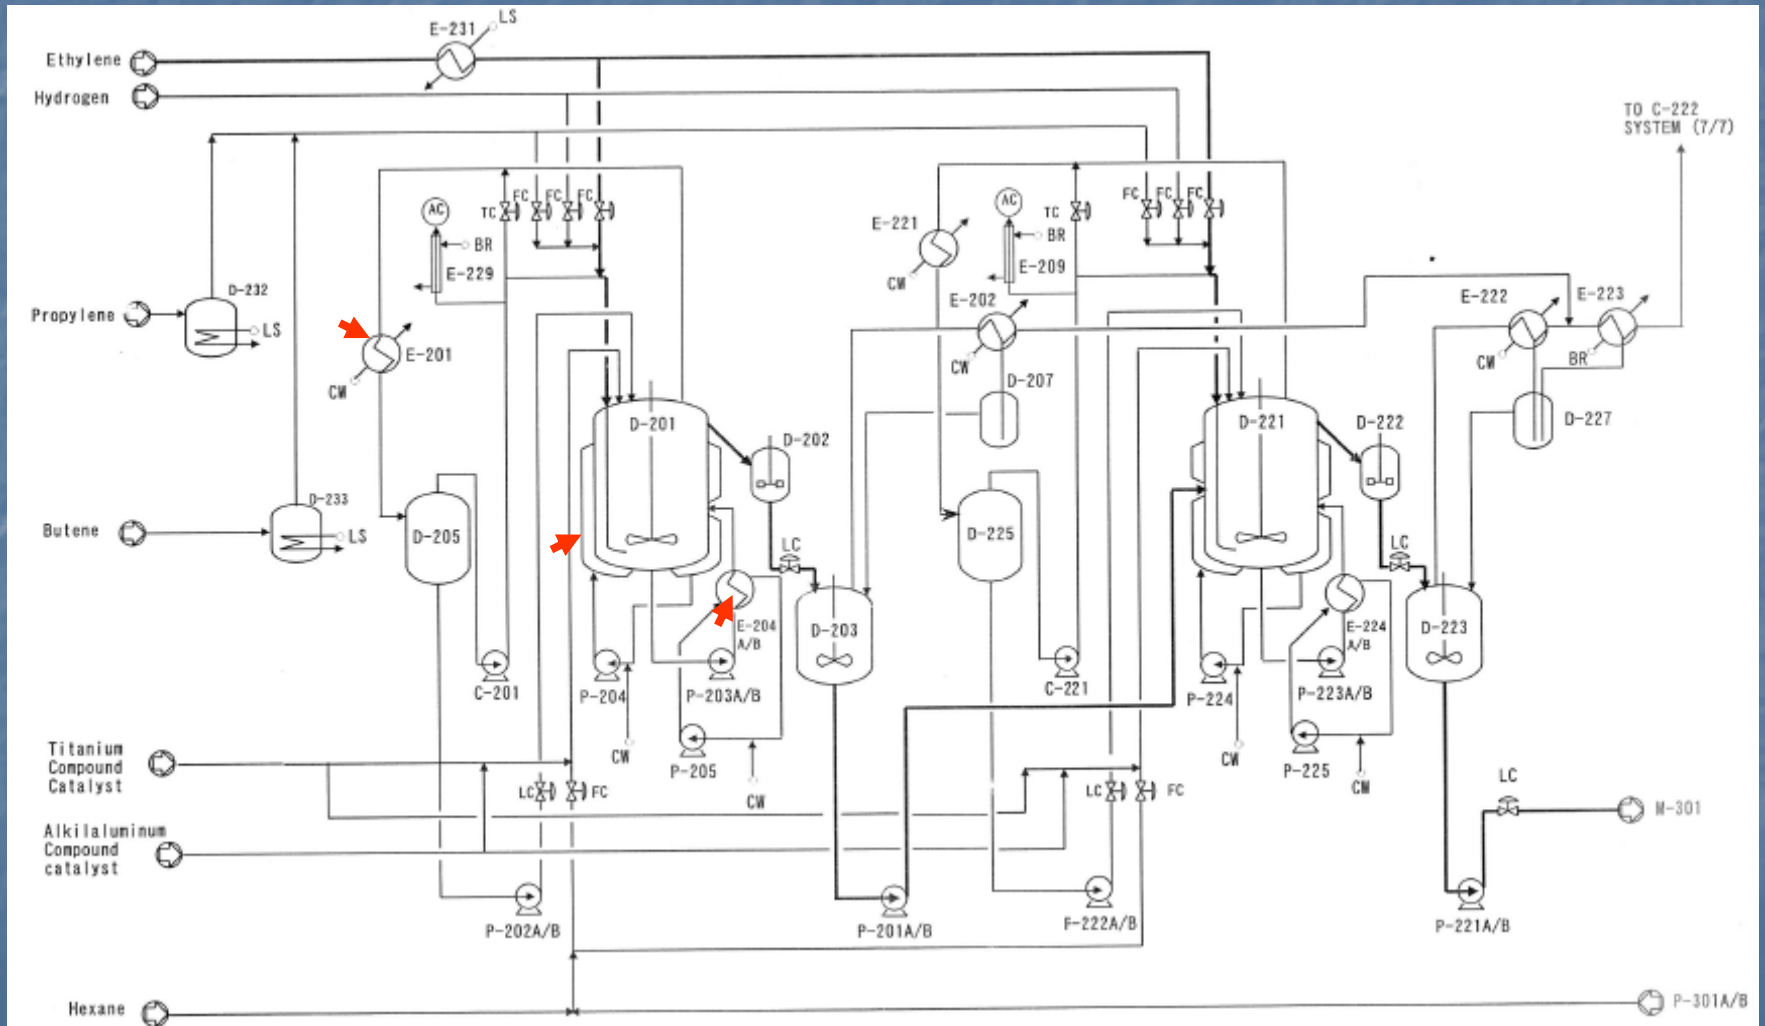 E-231
LS
Ethylene
Hydrogen
TO C-222
SYSTEM (7/7)
AC
TC
FC
FC
FC
BR
E-229
E-221
CW
AC
TC
FC
FC
FC
BR
E-209
E-202
CW
E-222
CW
E-223
BR
D-232
Propylene
LS
E-201
CW
D-207
D-227
D-201
D-202
D-221
D-222
D-233
Butene
LS
D-205
LC
D-225
LC
E-204
A/B
D-203
E-224
A/B
D-223
C-201
P-204
P-203A/B
C-221
P-224
P-223A/B
CW
P-205
CW
CW
P-225
CW
Titanium
Compound
Catalyst
LC
FC
LC
FC
LC
M-301
Alkilaluminum
Compound
catalyst
P-202A/B
P-201A/B
F-222A/B
P-221A/B
Hexane
P-301A/B